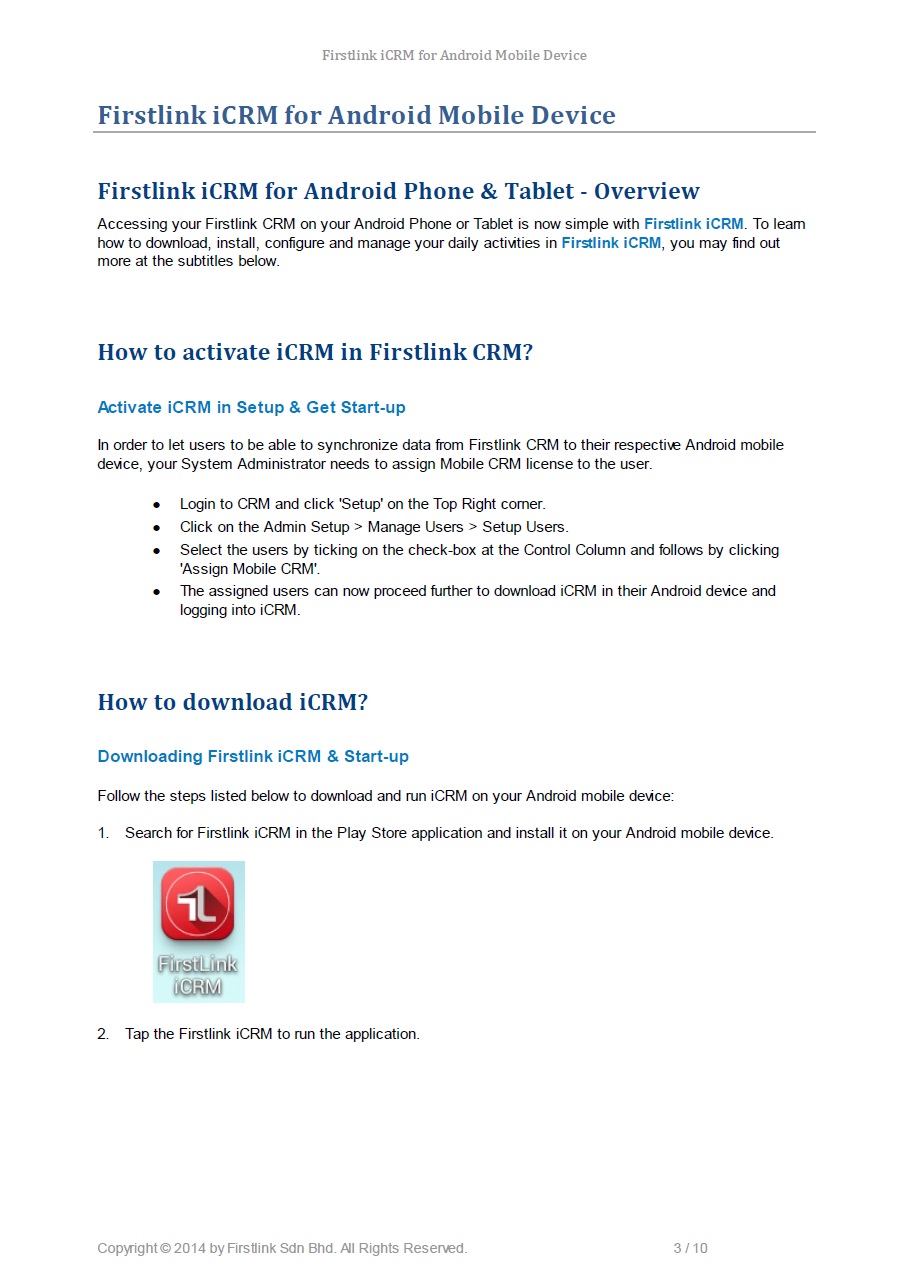 Firstlink iCRM for Android Mobile Device
Firstlink iCRM for Android Mobile Device
Firstlink iCRM for Android Phone & Tablet - Overview
Accessing your Firstlink CRM on your Android Phone or Tablet is now simple with Firstlink iCRM. To learn
how to download, install, configure and manage your daily activities in Firstlink iCRM, you may find out
more at the subtitles below.
How to activate iCRM in Firstlink CRM?
Activate iCRM in Setup & Get Start-up
In order to let users to be able to synchronize data from Firstlink CRM to their respective Android mobile
device, your System Administrator needs to assign Mobile CRM license to the user.
● Login to CRM and click 'Setup' on the Top Right corner.
● Click on the Admin Setup > Manage Users > Setup Users.
● Select the users by ticking on the check-box at the Control Column and follows by clicking
'Assign Mobile CRM'.
● The assigned users can now proceed further to download iCRM in their Android device and
logging into iCRM.
How to download iCRM?
Downloading Firstlink iCRM & Start-up
Follow the steps listed below to download and run iCRM on your Android mobile device:
1. Search for Firstlink iCRM in the Play Store application and install it on your Android mobile device.
1L
FirstLink
iCRM
2. Tap the Firstlink iCRM to run the application.
Copyright © 2014 by Firstlink Sdn Bhd. All Rights Reserved. 3 / 10